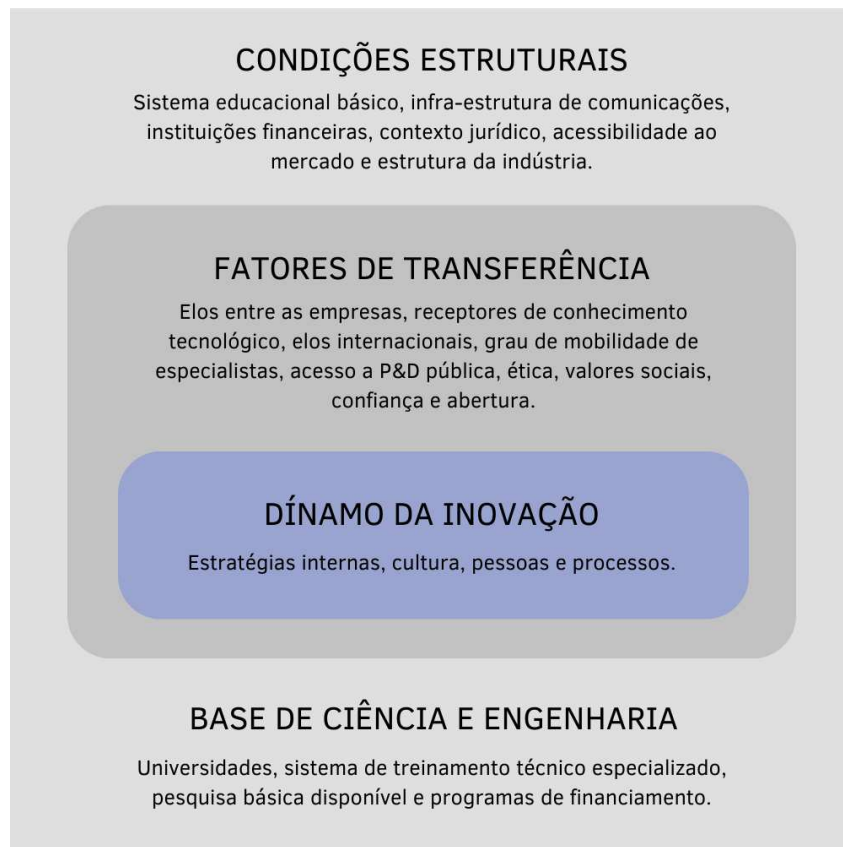 CONDIÇÕES ESTRUTURAIS
Sistema educacional básico, infra-estrutura de comunicações,
instituições financeiras, contexto jurídico, acessibilidade ao
mercado e estrutura da indústria.
FATORES DE TRANSFERÊNCIA
Elos entre as empresas, receptores de conhecimento
tecnológico, elos internacionais, grau de mobilidade de
especialistas, acesso a P&D pública, ética, valores sociais,
confiança e abertura.
DÍNAMO DA INOVAÇÃO
Estratégias internas, cultura, pessoas e processos.
BASE DE CIÊNCIA E ENGENHARIA
Universidades, sistema de treinamento técnico especializado,
pesquisa básica disponível e programas de financiamento.